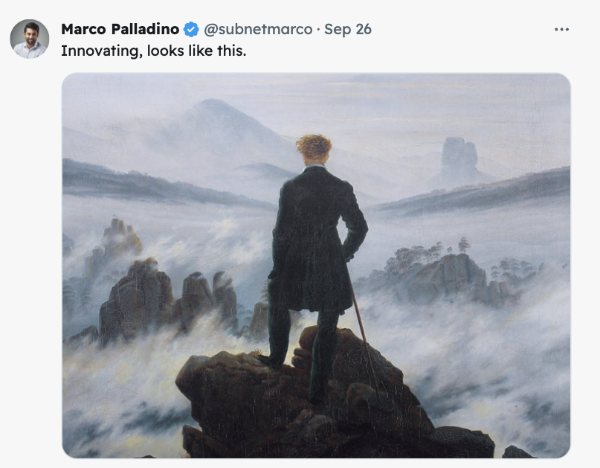 Marco Palladino @subnetmarco · Sep 26
Innovating, looks like this.